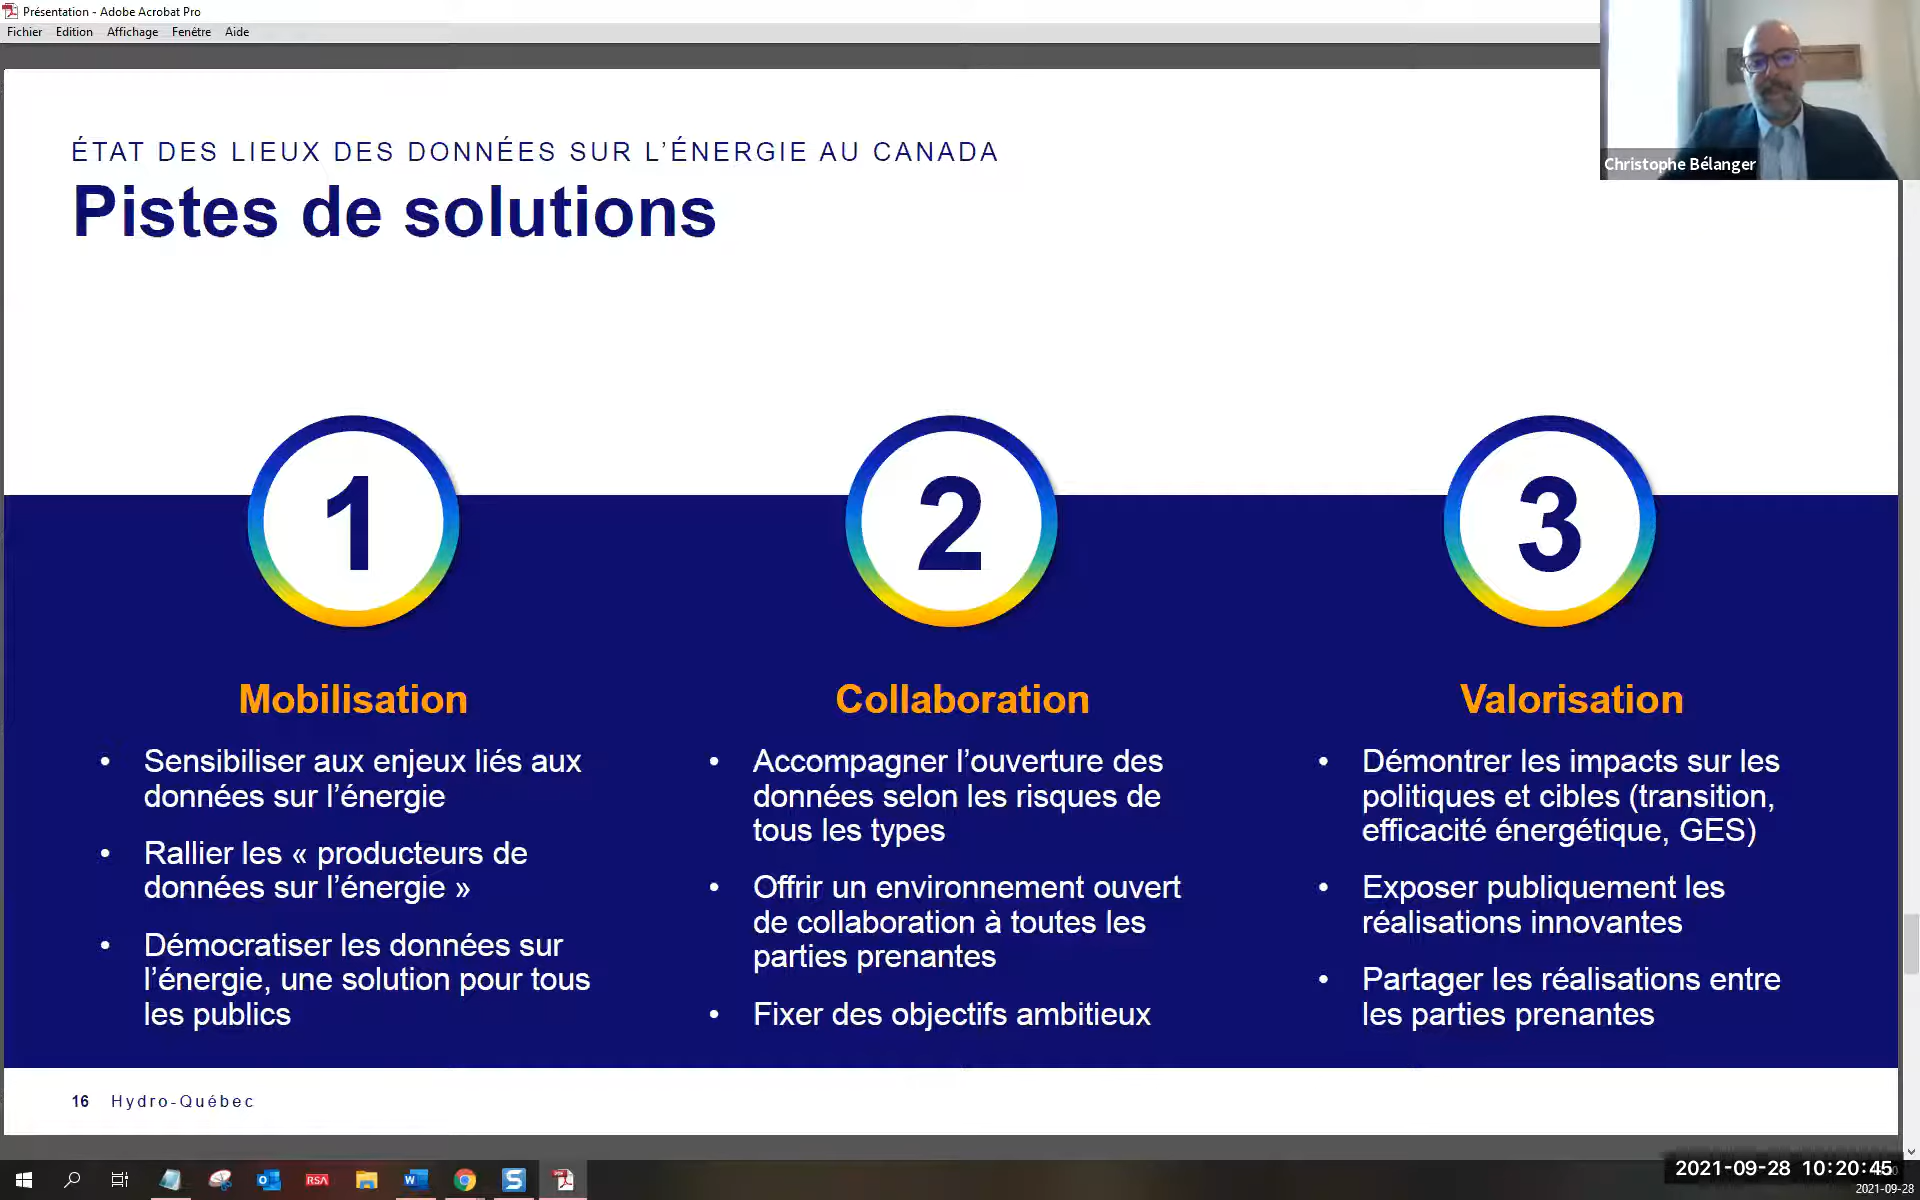 Présentation - Adobe Acrobat Pro
Fichier Edition Affichage Fenêtre Aide
Christophe Bélanger
ÉTAT DES LIEUX DES DONNÉES SUR L'ÉNERGIE AU CANADA
Pistes de solutions
1
2
3
Mobilisation
• Sensibiliser aux enjeux liés aux
données sur l'énergie
• Rallier les « producteurs de
données sur l'énergie »
• Démocratiser les données sur
l'énergie, une solution pour tous
les publics
Collaboration
• Accompagner l'ouverture des
données selon les risques de
tous les types
• Offrir un environnement ouvert
de collaboration à toutes les
parties prenantes
• Fixer des objectifs ambitieux
Valorisation
• Démontrer les impacts sur les
politiques et cibles (transition,
efficacité énergétique, GES)
• Exposer publiquement les
réalisations innovantes
• Partager les réalisations entre
les parties prenantes
16 Hydro-Québec
RSA
2021-09-28 10:20:45
2021-09-28